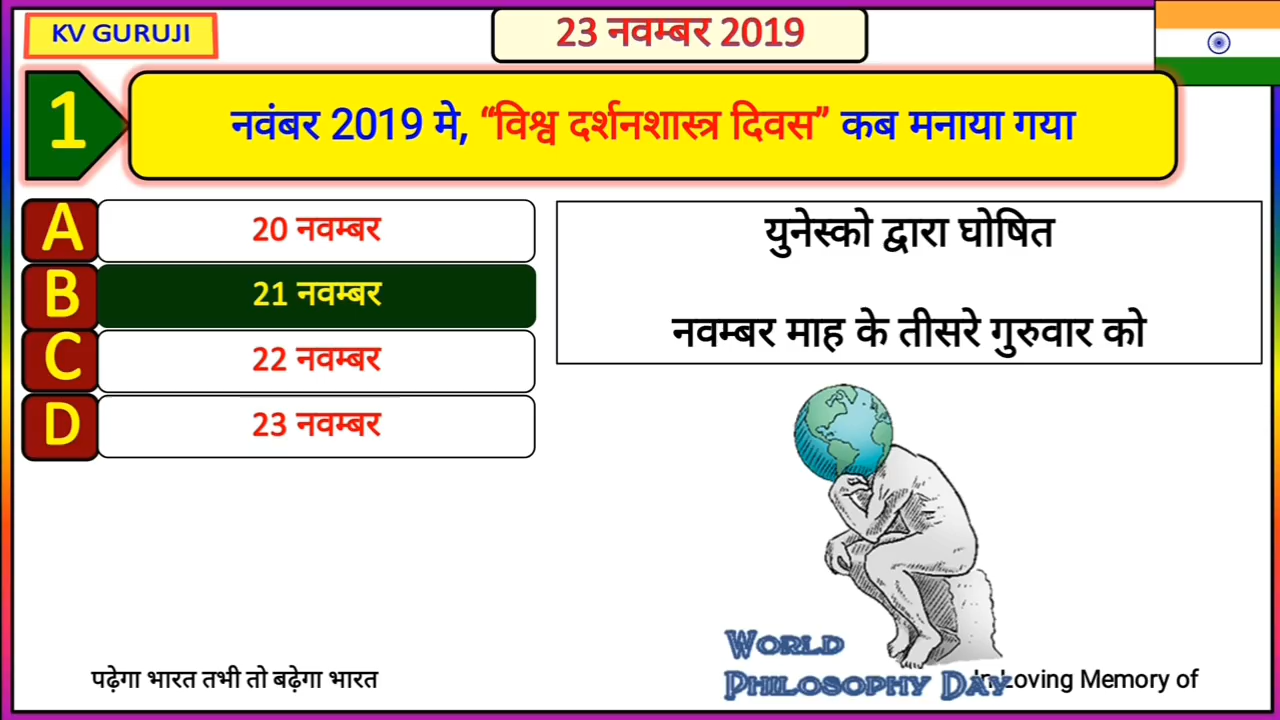 KV GURUJI
23 नवम्बर 2019
1
नवंबर 2019 मे, “विश्व दर्शनशास्त्र दिवस” कब मनाया गया
A
20 नवम्बर
B
21 नवम्बर
C
22 नवम्बर
D
23 नवम्बर
युनेस्को द्वारा घोषित
नवम्बर माह के तीसरे गुरुवार को
World
Philosophy Day
पढ़ेगा भारत तभी तो बढ़ेगा भारत
In Loving Memory of